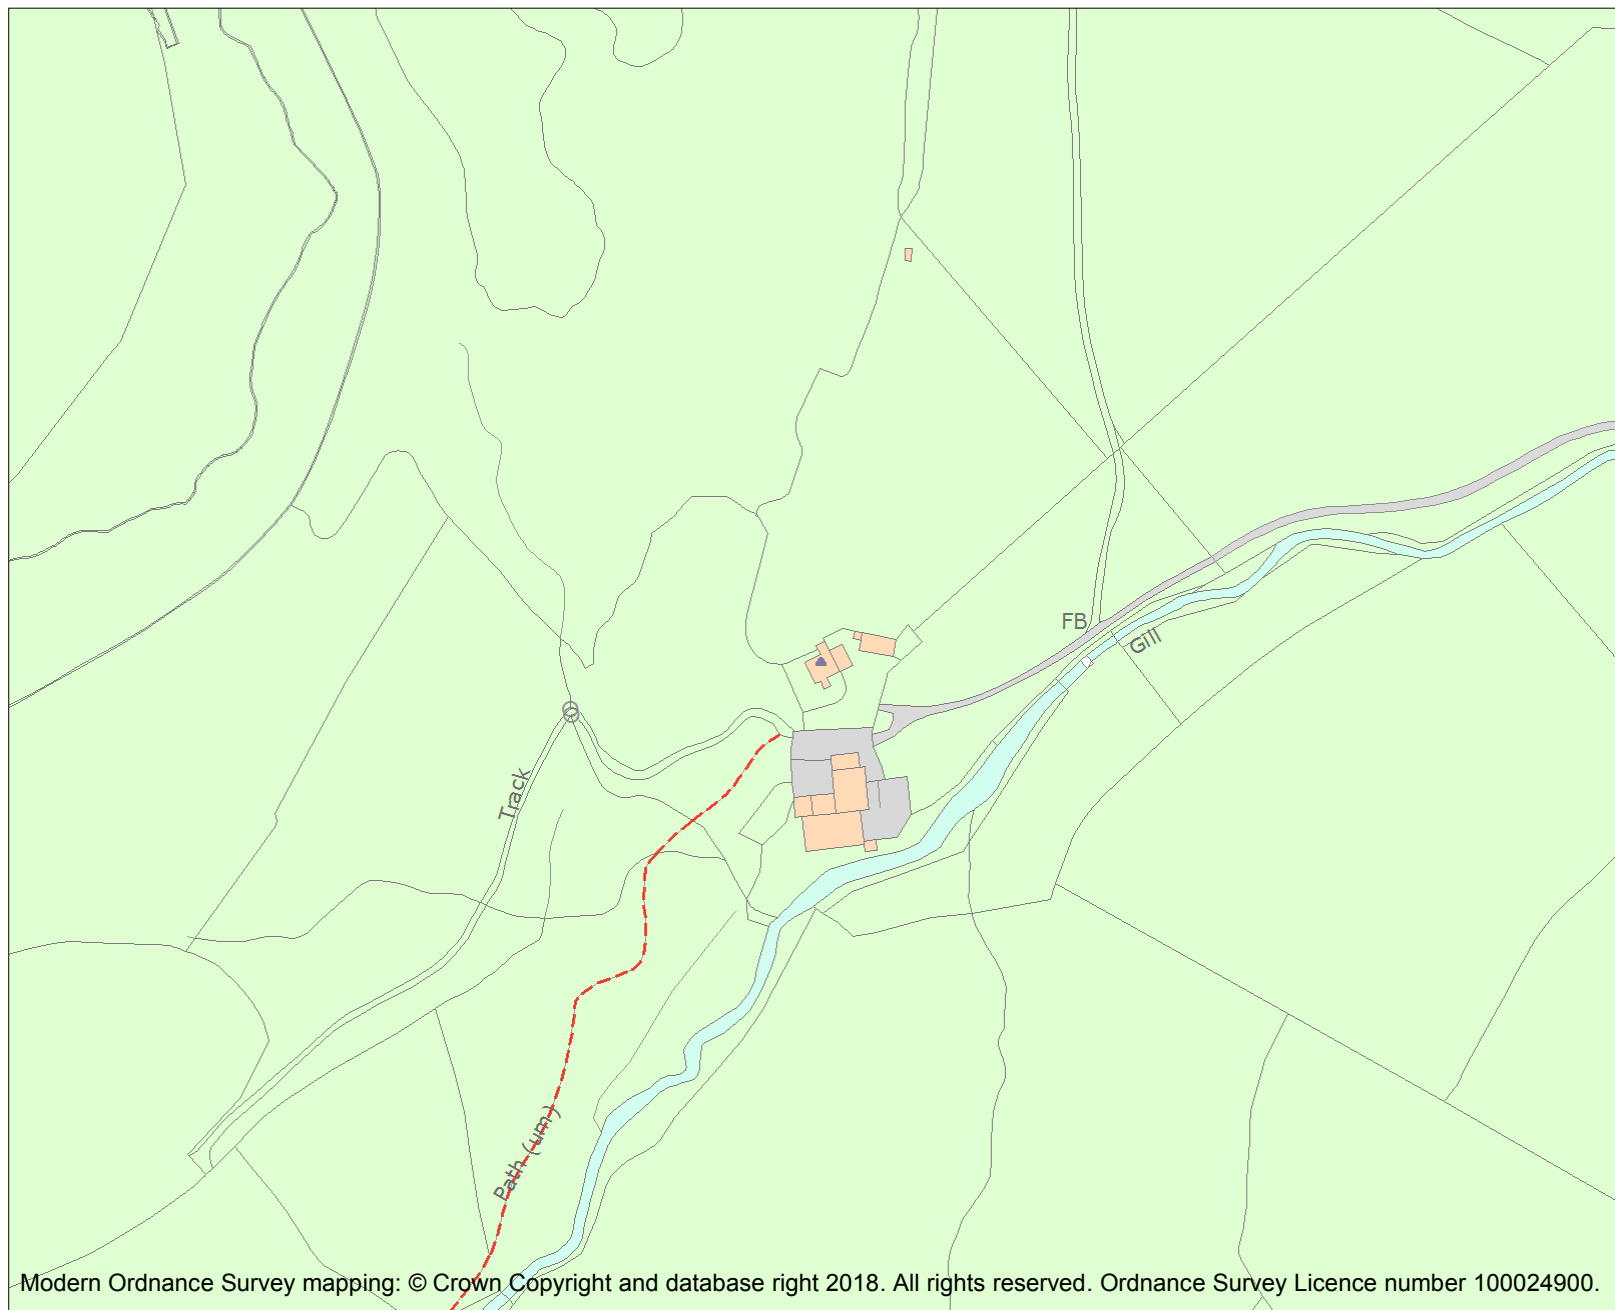 FB
Gill
Track
Path (um)
Modern Ordnance Survey mapping: © Crown Copyright and database right 2018. All rights reserved. Ordnance Survey Licence number 100024900.